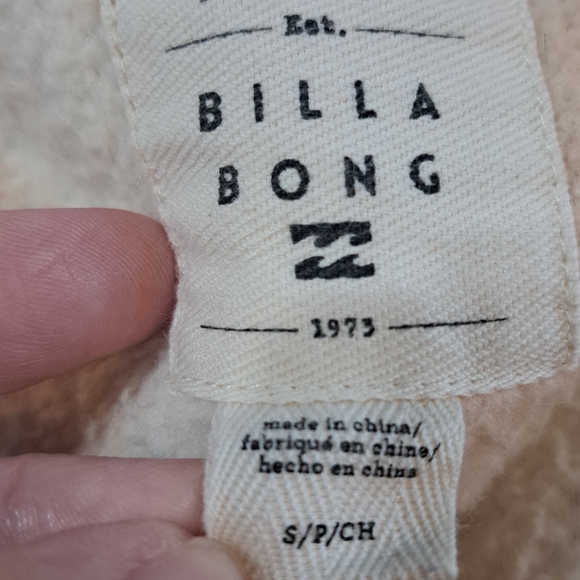 Est.
BILLA
BONG
1973
made in china/
fabriqué en chine/
hecho en china
S/P/CH